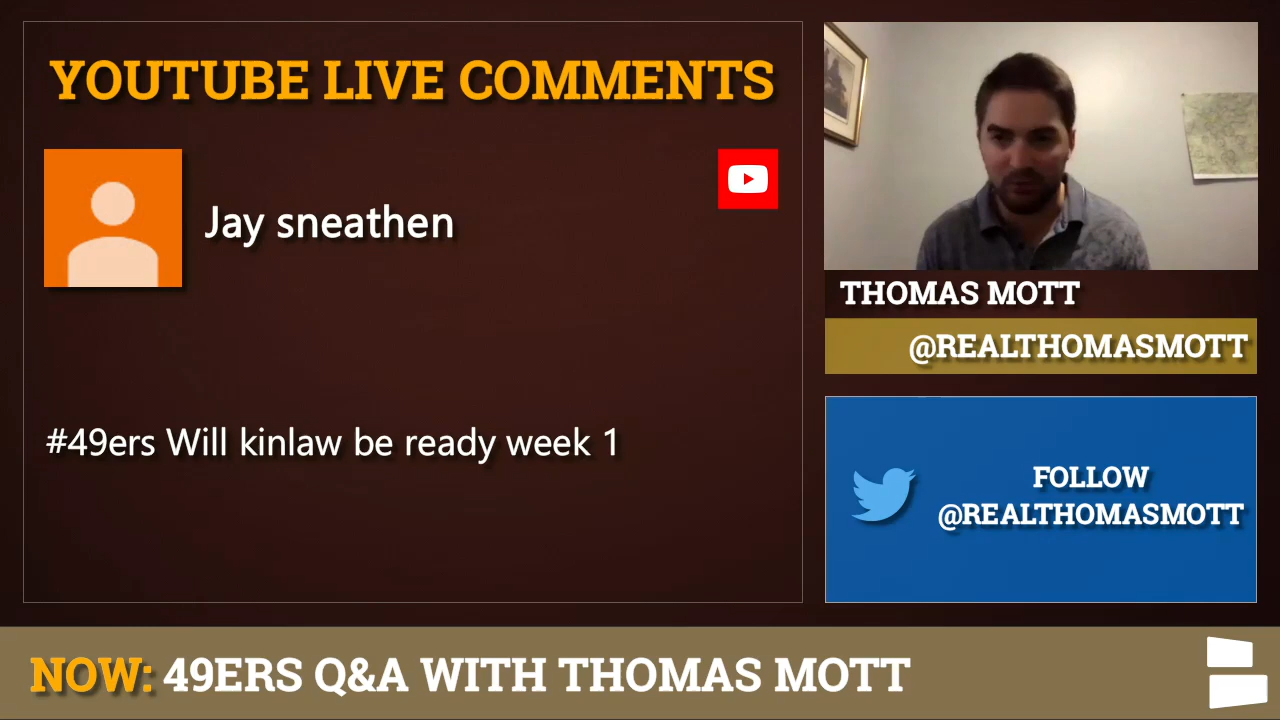 YOUTUBE LIVE COMMENTS
Jay sneathen
#49ers Will kinlaw be ready week 1
THOMAS MOTT
@REALTHOMASMOTT
FOLLOW
@REALTHOMASMOTT
NOW: 49ERS Q&A WITH THOMAS MOTT